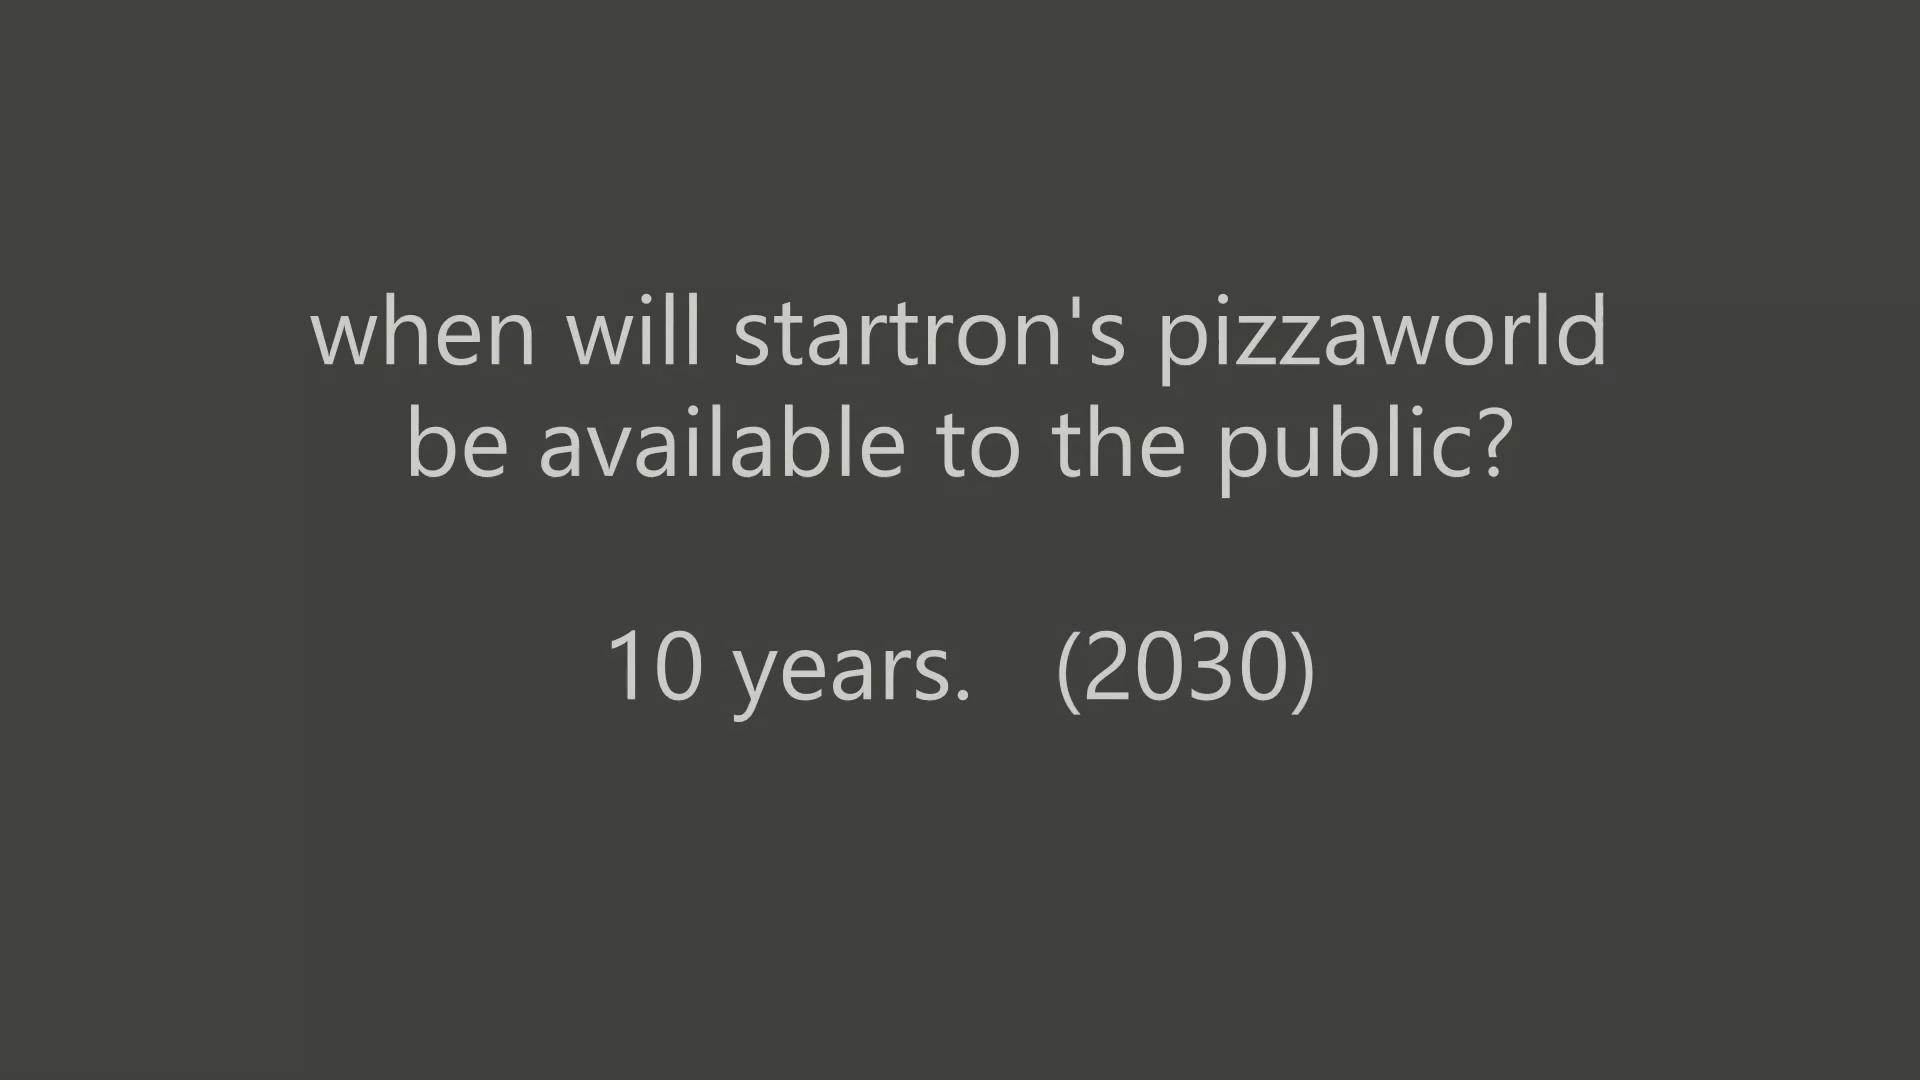 when will startron's pizzaworld
be available to the public?
10 years. (2030)